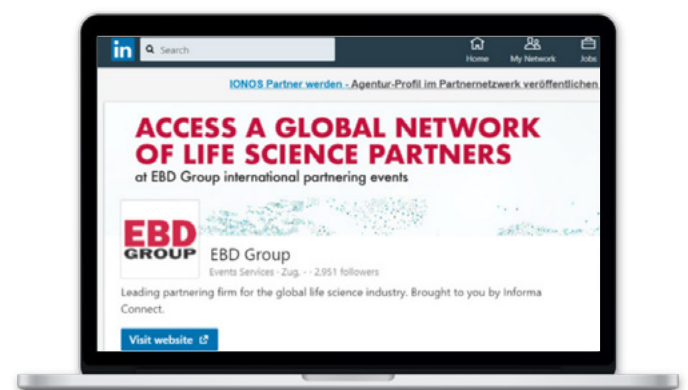 in Search
Home My Network Jobs
IONOS Partner werden - Agentur-Profil im Partnernetzwerk veröffentlichen
ACCESS A GLOBAL NETWORK
OF LIFE SCIENCE PARTNERS
at EBD Group international partnering events
EBD
GROUP
EBD Group
Events Services · Zug, - · 2,951 followers
Leading partnering firm for the global life science industry. Brought to you by Informa
Connect.
Visit website